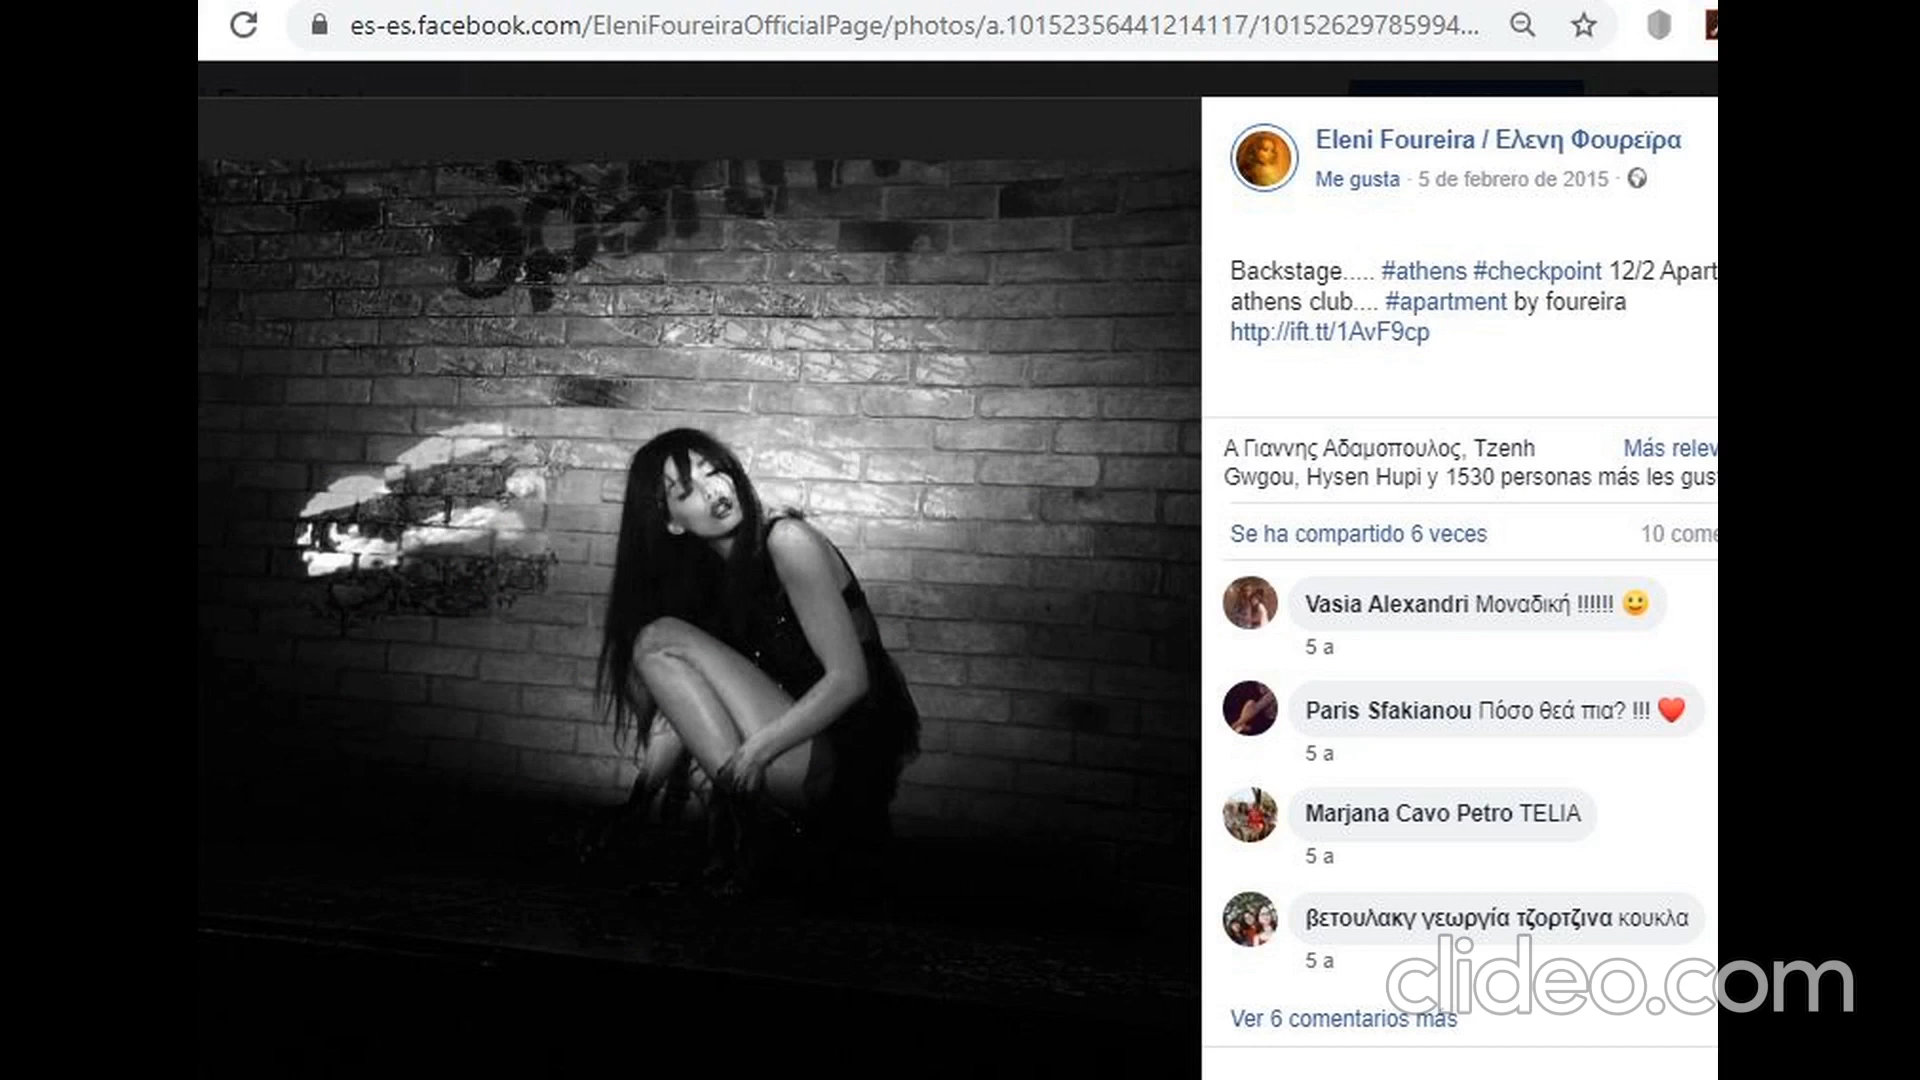 es-es.facebook.com/EleniFoureiraOfficialPage/photos/a.10152356441214117/10152629785994...
Eleni Foureira / Ελενη Φουρεϊρα
Me gusta · 5 de febrero de 2015 ·
Backstage..... #athens #checkpoint 12/2 Apart
athens club.... #apartment by foureira
http://ift.tt/1AvF9cp
A Γιαννης Αδαμοπουλος, Tzenh
Más relev
Gwgou, Hysen Hupi y 1530 personas más les gus
Se ha compartido 6 veces
10 come
Vasia Alexandri Μοναδική !!!!!! 🙂
5 a
Paris Sfakianou Πόσο θεά πια? !!! ❤️
5 a
Marjana Cavo Petro TELIA
5 a
βετουλακγ γεωργία τζορτζινα κουκλα
5 a
Ver 6 comentarios más
clideo.com